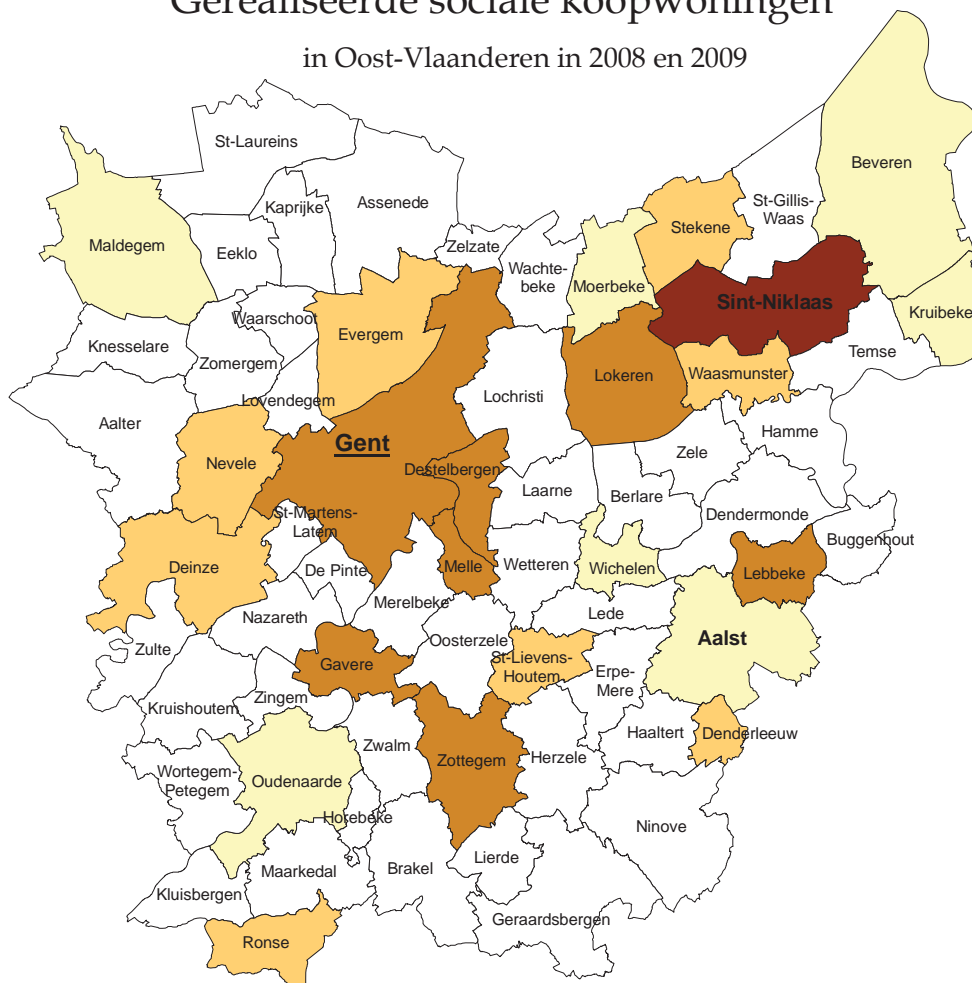 Gerealiseerde sociale koopwoningen
in Oost-Vlaanderen in 2008 en 2009
St-Laureins
Beveren
Assenede
Kaprijke
St-Gillis-
Waas
Stekene
Maldegem
Eeklo
Zelzate
Wachte-
beke
Moerbeke
Sint-Niklaas
Kruibeke
Waarschoot
Evergem
Knesselare
Zomergem
Temse
Lokeren
Waasmunster
Lochristi
Lovendegem
Aalter
Hamme
Gent
Zele
Nevele
Destelbergen
Laarne
Berlare
St-Martens-
Latem
Dendermonde
Buggenhout
Deinze
De Pinte
Melle
Wetteren
Wichelen
Lebbeke
Merelbeke
Nazareth
Lede
Oosterzele
Aalst
Zulte
Gavere
St-Lievens-
Houtem
Erpe-
Mere
Zingem
Kruishoutem
Haaltert
Denderleeuw
Zwalm
Zottegem
Herzele
Wortegem-
Petegem
Oudenaarde
Horebeke
Ninove
Lierde
Brakel
Maarkedal
Kluisbergen
Geraardsbergen
Ronse